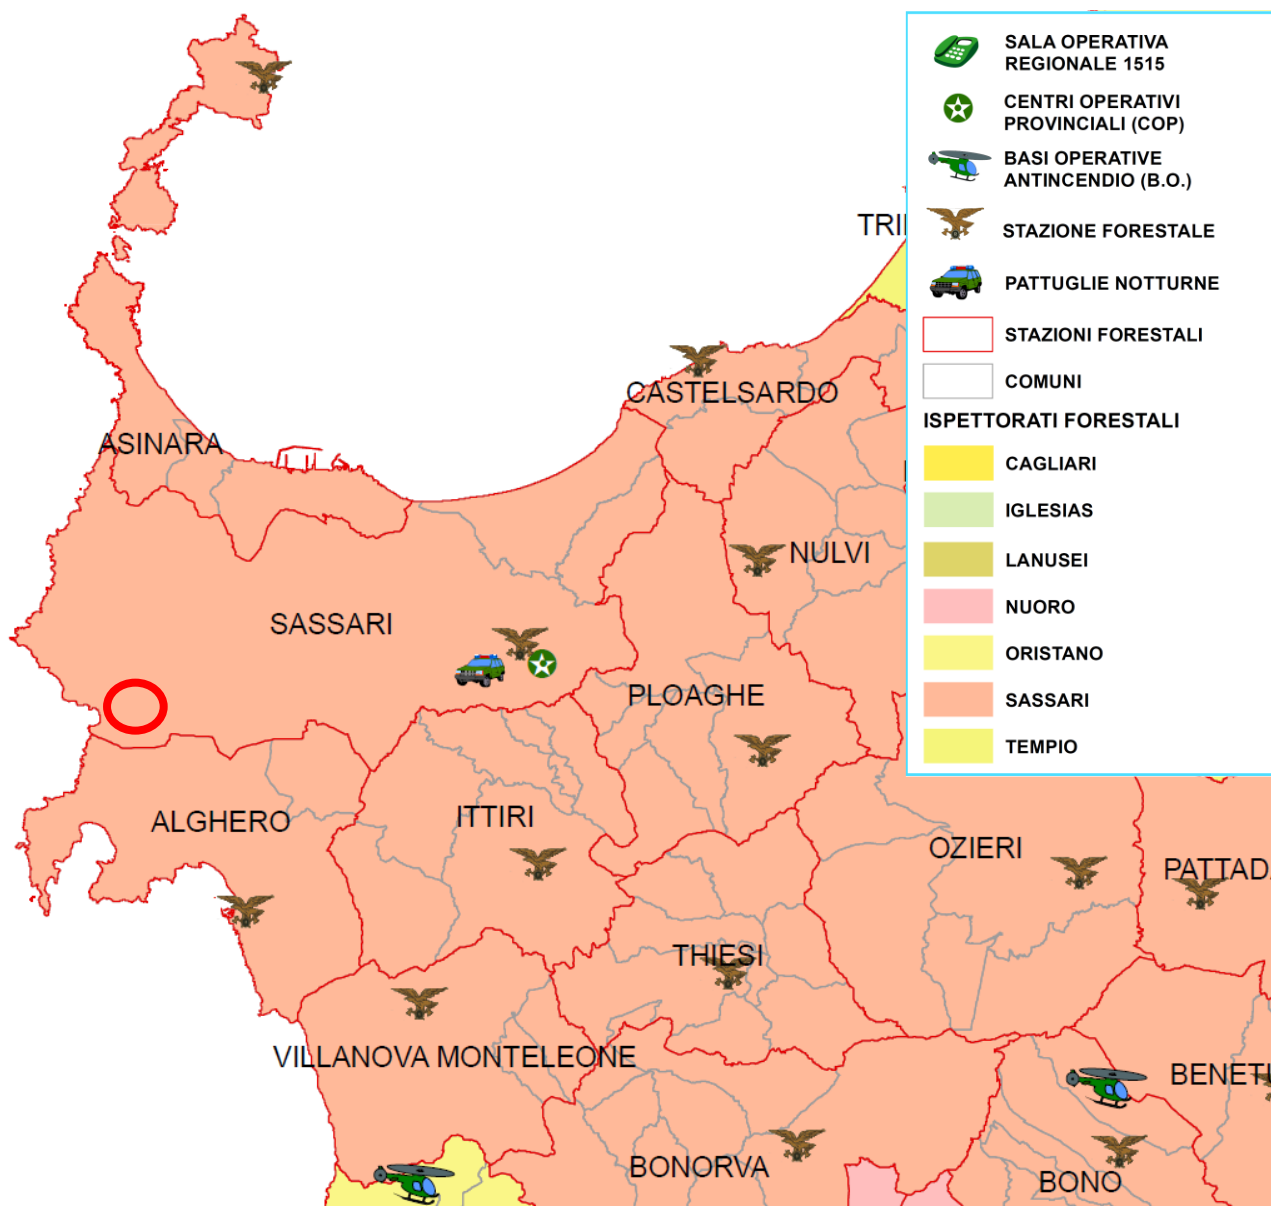 SALA OPERATIVA
REGIONALE 1515
CENTRI OPERATIVI
PROVINCIALI (COP)
BASI OPERATIVE
ANTINCENDIO (B.O.)
STAZIONE FORESTALE
PATTUGLIE NOTTURNE
STAZIONI FORESTALI
COMUNI
ISPETTORATI FORESTALI
CAGLIARI
IGLESIAS
LANUSEI
NUORO
ORISTANO
SASSARI
TEMPIO
CASTELSARDO
ASINARA
NULVI
SASSARI
PLOAGHE
ALGHERO
ITTIRI
OZIERI
THIESI
VILLANOVA MONTELEONE
BONORVA
BONO